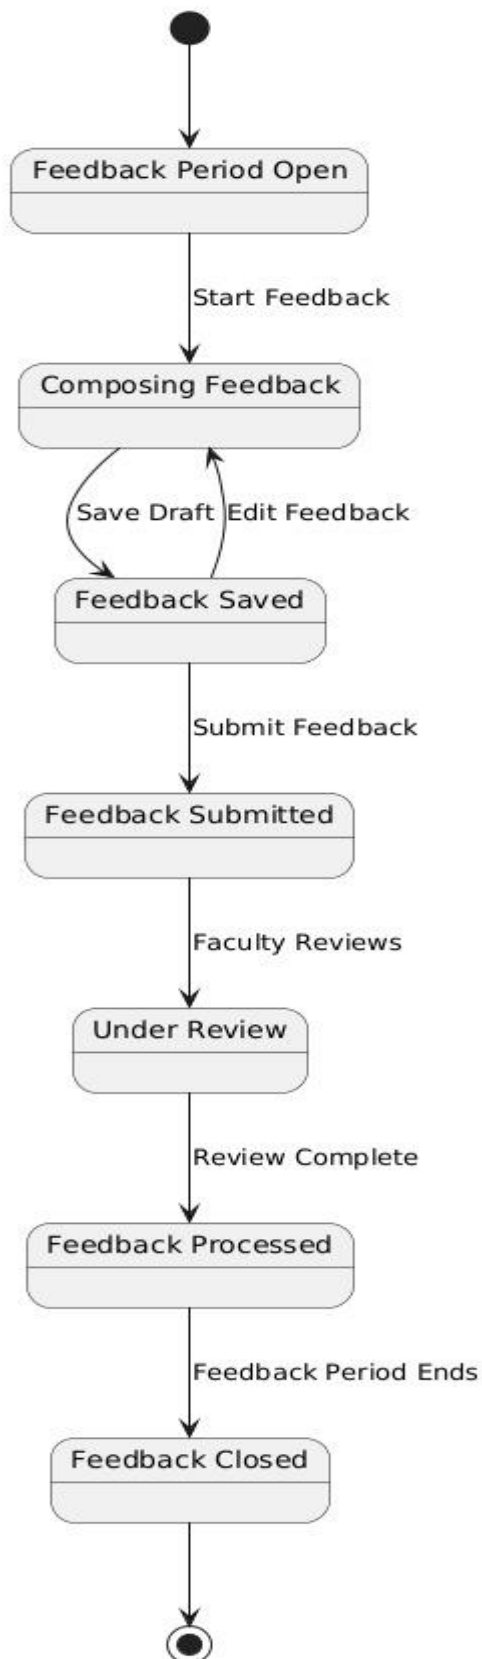 Feedback Period Open
Start Feedback
Composing Feedback
Save Draft
Edit Feedback
Feedback Saved
Submit Feedback
Feedback Submitted
Faculty Reviews
Under Review
Review Complete
Feedback Processed
Feedback Period Ends
Feedback Closed